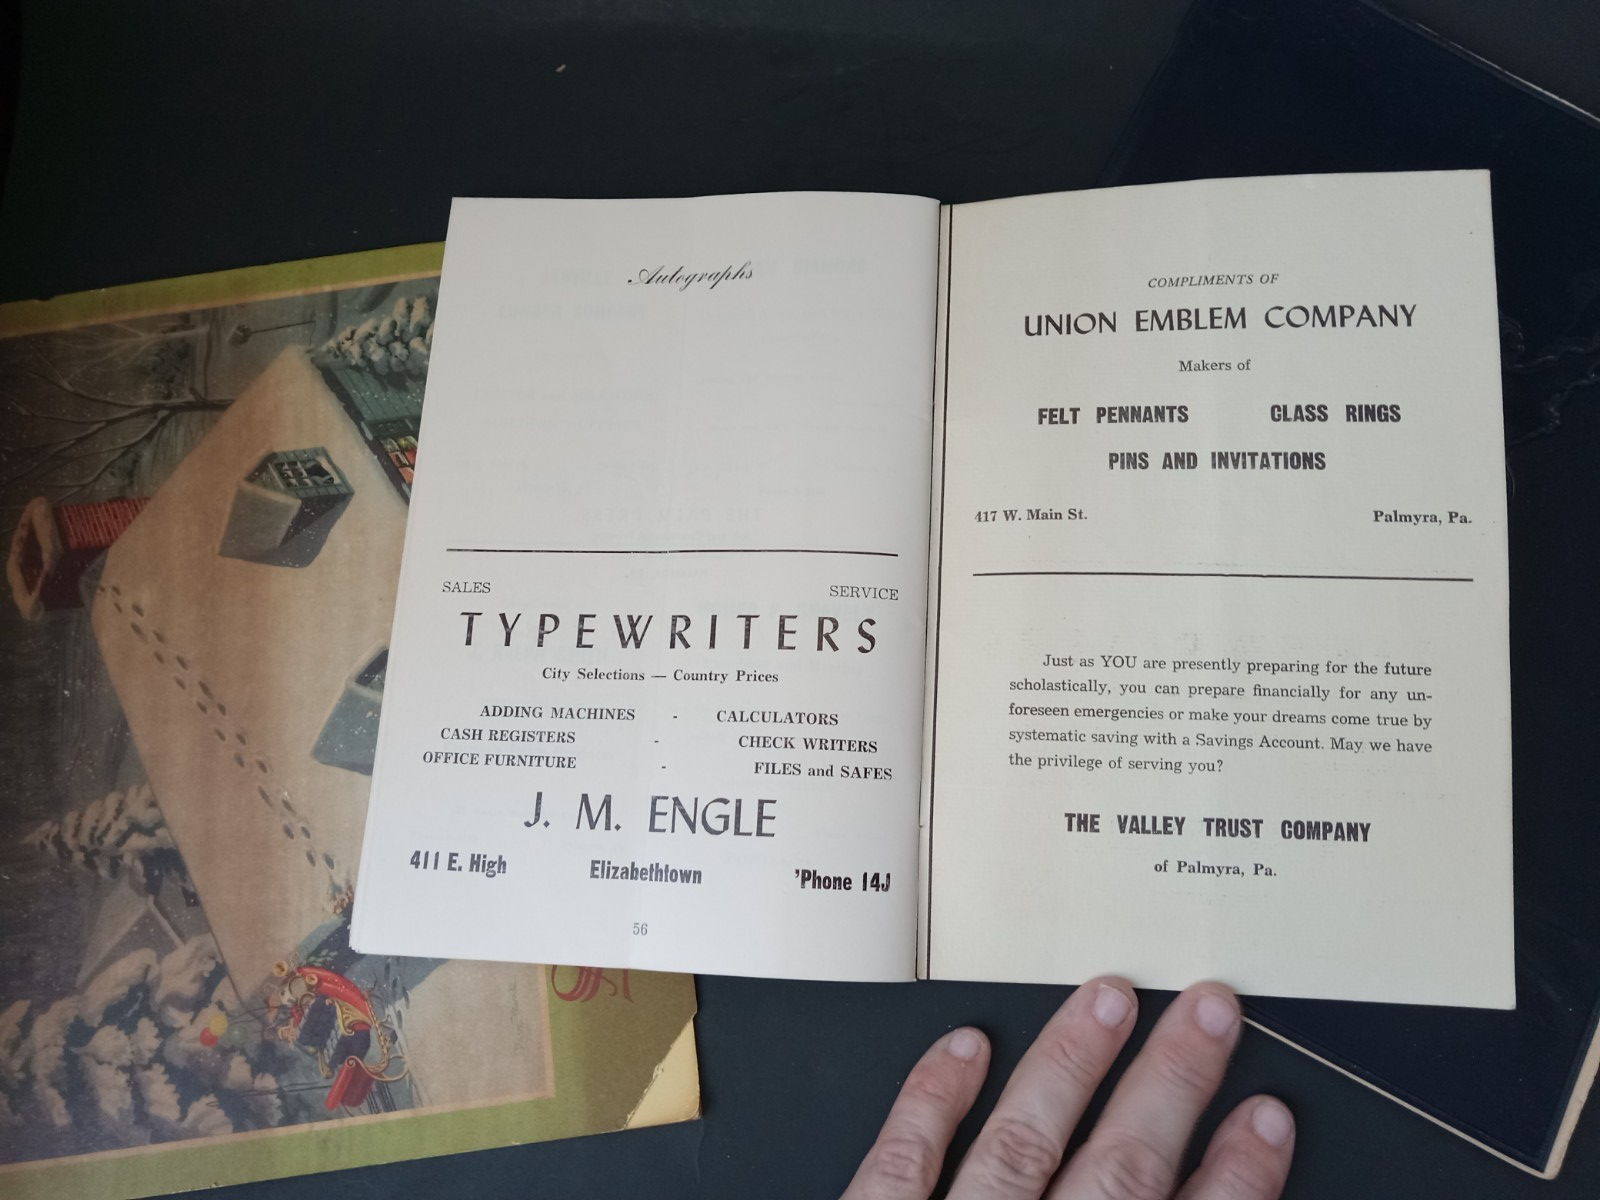 Autographs
SALES SERVICE
TYPEWRITERS
City Selections — Country Prices
ADDING MACHINES - CALCULATORS
CASH REGISTERS - CHECK WRITERS
OFFICE FURNITURE - FILES and SAFES
J. M. ENGLE
411 E. High Elizabethtown 'Phone 14J
56
COMPLIMENTS OF
UNION EMBLEM COMPANY
Makers of
FELT PENNANTS CLASS RINGS
PINS AND INVITATIONS
417 W. Main St. Palmyra, Pa.
Just as YOU are presently preparing for the future
scholastically, you can prepare financially for any un-
foreseen emergencies or make your dreams come true by
systematic saving with a Savings Account. May we have
the privilege of serving you?
THE VALLEY TRUST COMPANY
of Palmyra, Pa.